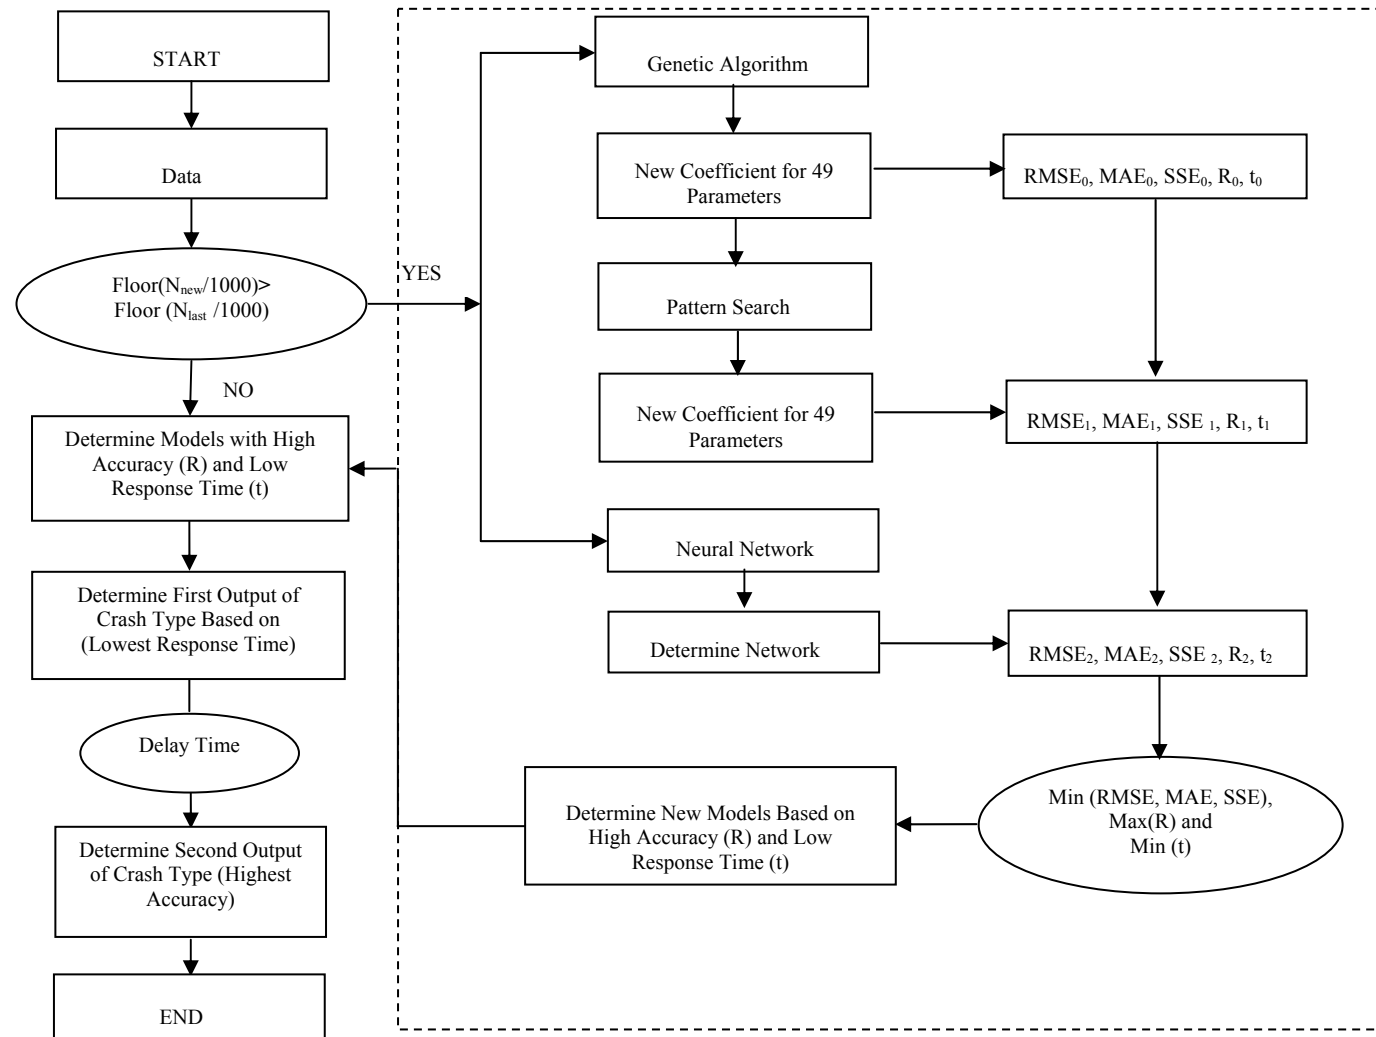 START
Data
Floor(Nnew/1000)>
Floor (Nlast /1000)
YES
NO
Determine Models with High
Accuracy (R) and Low
Response Time (t)
Determine First Output of
Crash Type Based on
(Lowest Response Time)
Delay Time
Determine Second Output
of Crash Type (Highest
Accuracy)
END
Genetic Algorithm
New Coefficient for 49
Parameters
RMSE0, MAE0, SSE0, R0, t0
Pattern Search
New Coefficient for 49
Parameters
RMSE1, MAE1, SSE 1, R1, t1
Neural Network
Determine Network
RMSE2, MAE2, SSE 2, R2, t2
Min (RMSE, MAE, SSE),
Max(R) and
Min (t)
Determine New Models Based on
High Accuracy (R) and Low
Response Time (t)